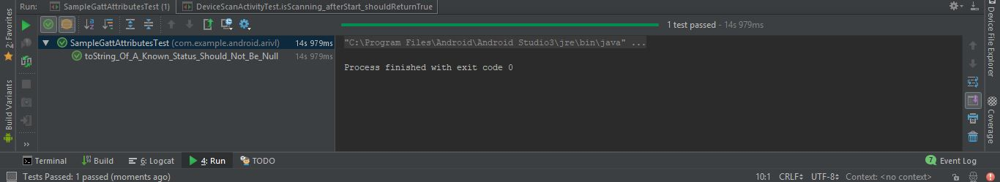 Run: SampleGattAttributesTest (1) DeviceScanActivityTest.isScanning_afterStart_shouldReturnTrue
1 test passed - 14s 979ms
SampleGattAttributesTest (com.example.android.arivl) 14s 979ms
"C:\Program Files\Android\Android Studio3\jre\bin\java" ...
toString_Of_A_Known_Status_Should_Not_Be_Null 14s 979ms
Process finished with exit code 0
2: Favorites
Build Variants
Device File Explorer
Coverage
Terminal Build 6: Logcat 4: Run TODO 7 Event Log
Tests Passed: 1 passed (moments ago) 10:1 CRLF UTF-8 Context: <no context>